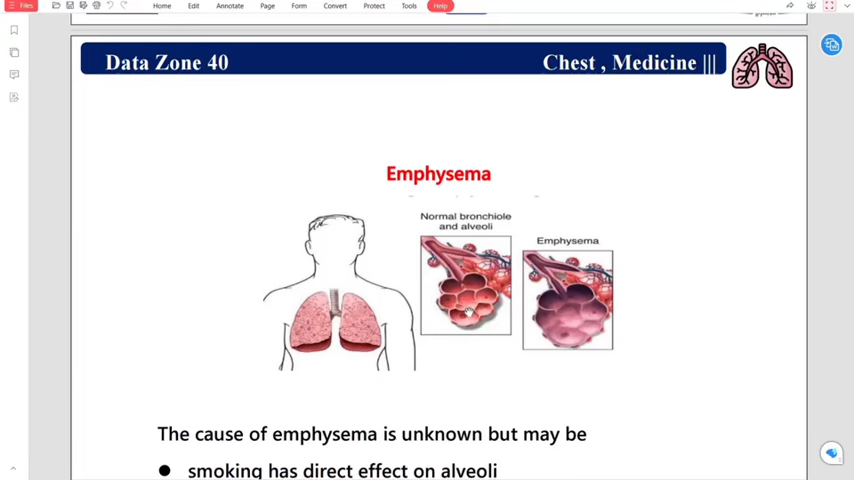 Files
Home Edit Annotate Page Form Convert Protect Tools Help
Data Zone 40 Chest , Medicine |||
Emphysema
Normal bronchiole
and alveoli
Emphysema
The cause of emphysema is unknown but may be
● smoking has direct effect on alveoli